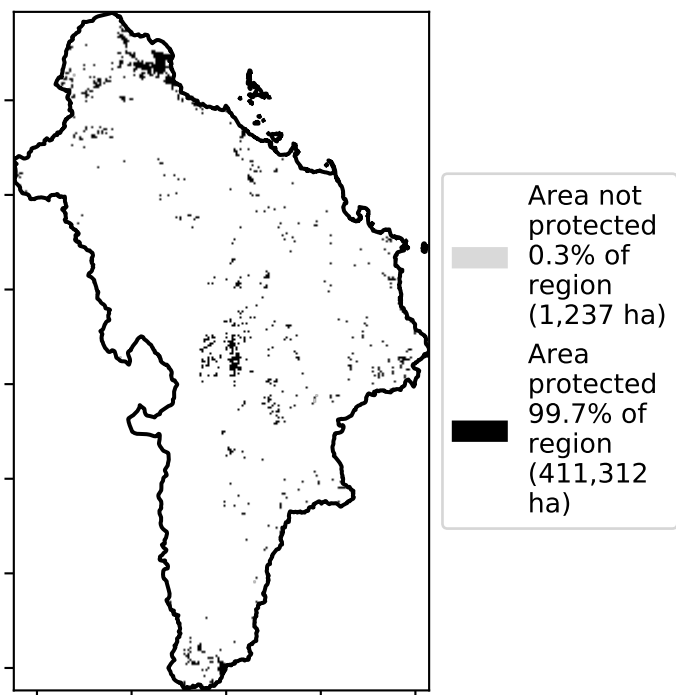 Area not
protected
0.3% of
region
(1,237 ha)
Area
protected
99.7% of
region
(411,312
ha)